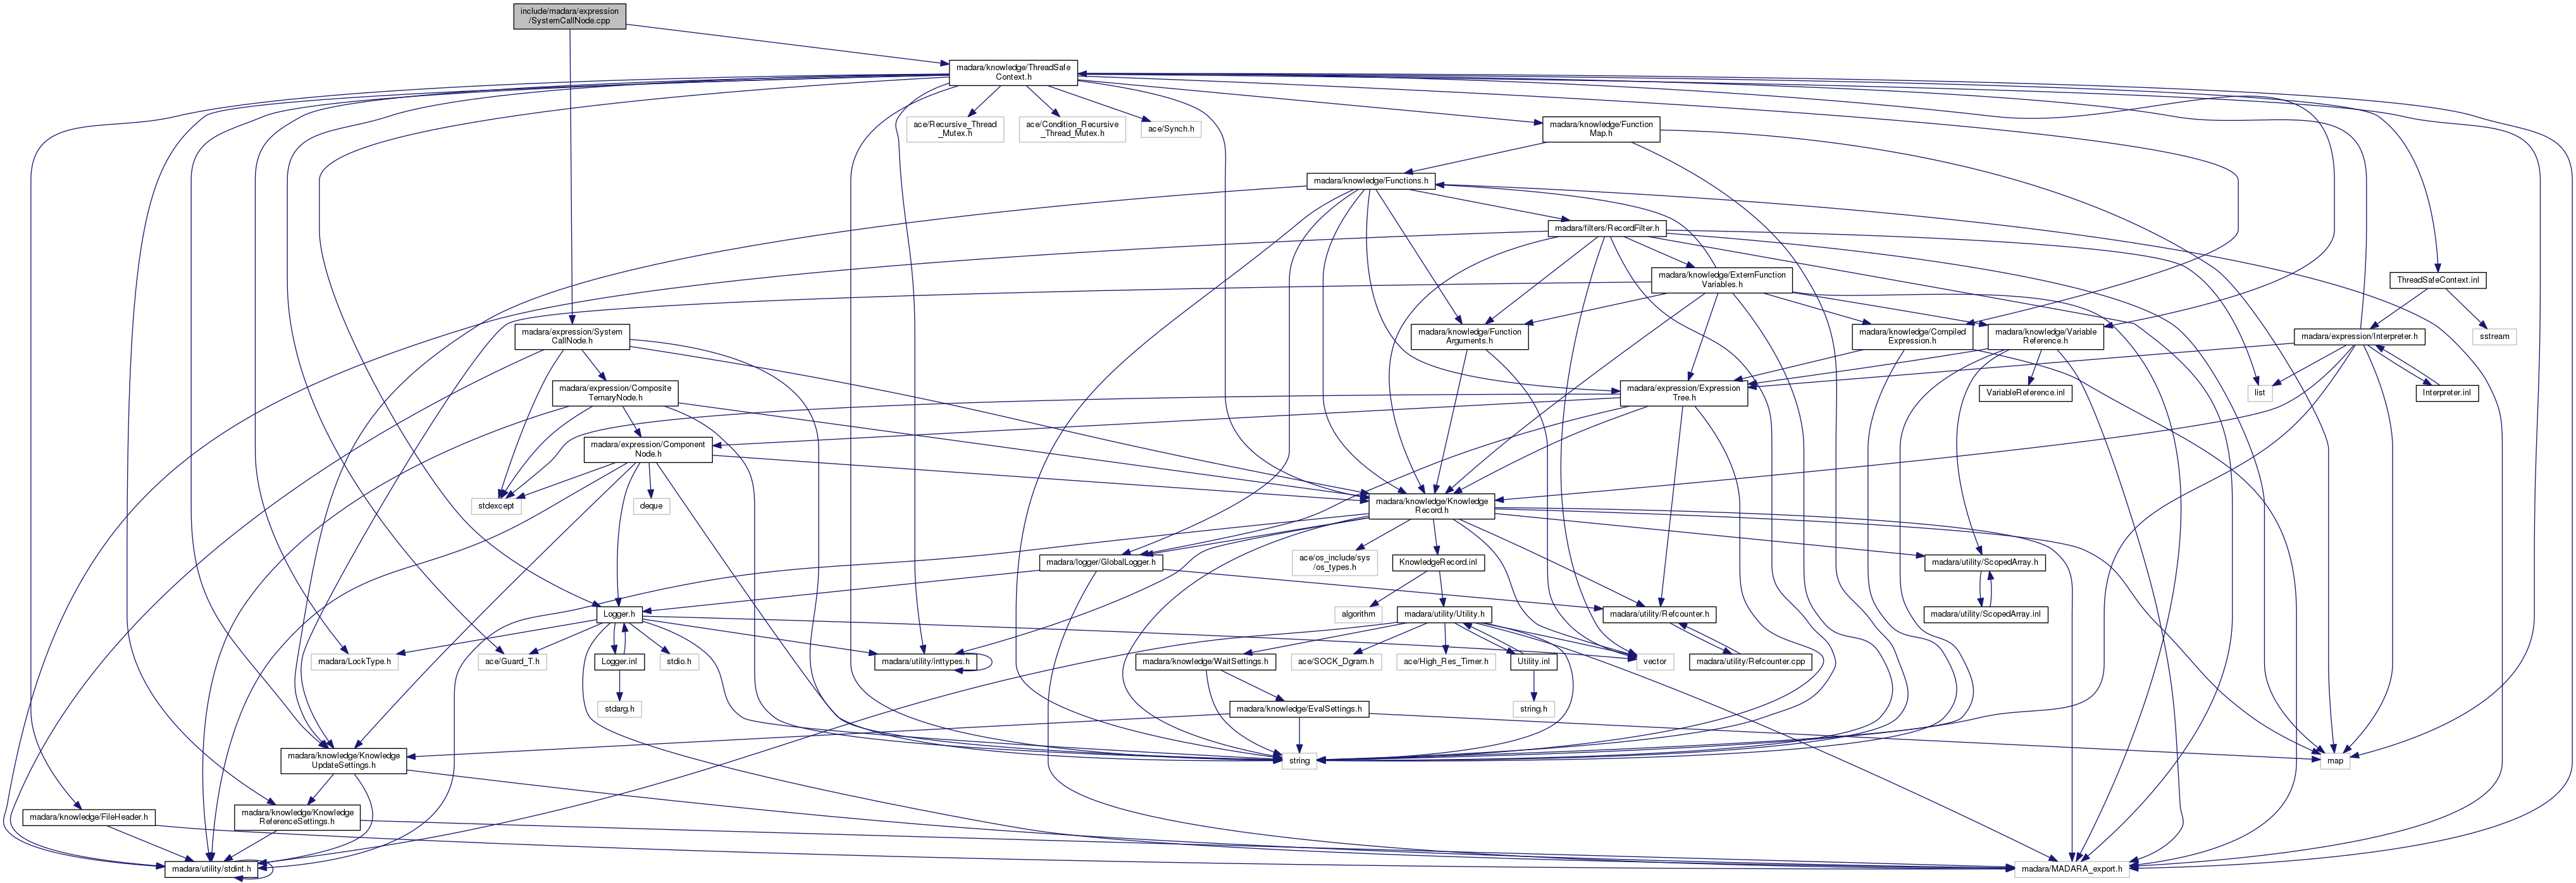 include/madara/expression
/SystemCallNode.cpp
madara/knowledge/ThreadSafe
Context.h
ace/Recursive_Thread
_Mutex.h
ace/Condition_Recursive
_Thread_Mutex.h
ace/Synch.h
madara/knowledge/Function
Map.h
madara/knowledge/Functions.h
madara/filters/RecordFilter.h
madara/knowledge/ExternFunction
Variables.h
ThreadSafeContext.inl
madara/expression/System
CallNode.h
madara/knowledge/Function
Arguments.h
madara/knowledge/Compiled
Expression.h
madara/knowledge/Variable
Reference.h
madara/expression/Interpreter.h
sstream
madara/expression/Composite
TernaryNode.h
madara/expression/Expression
Tree.h
VariableReference.inl
list
Interpreter.inl
madara/expression/Component
Node.h
stdexcept
deque
madara/knowledge/Knowledge
Record.h
madara/logger/GlobalLogger.h
ace/os_include/sys
/os_types.h
KnowledgeRecord.inl
madara/utility/ScopedArray.h
Logger.h
algorithm
madara/utility/Utility.h
madara/utility/Refcounter.h
madara/utility/ScopedArray.inl
madara/LockType.h
ace/Guard_T.h
Logger.inl
stdio.h
madara/utility/inttypes.h
madara/knowledge/WaitSettings.h
ace/SOCK_Dgram.h
ace/High_Res_Timer.h
Utility.inl
vector
madara/utility/Refcounter.cpp
stdarg.h
madara/knowledge/EvalSettings.h
string.h
madara/knowledge/Knowledge
UpdateSettings.h
string
map
madara/knowledge/FileHeader.h
madara/knowledge/Knowledge
ReferenceSettings.h
madara/utility/stdint.h
madara/MADARA_export.h